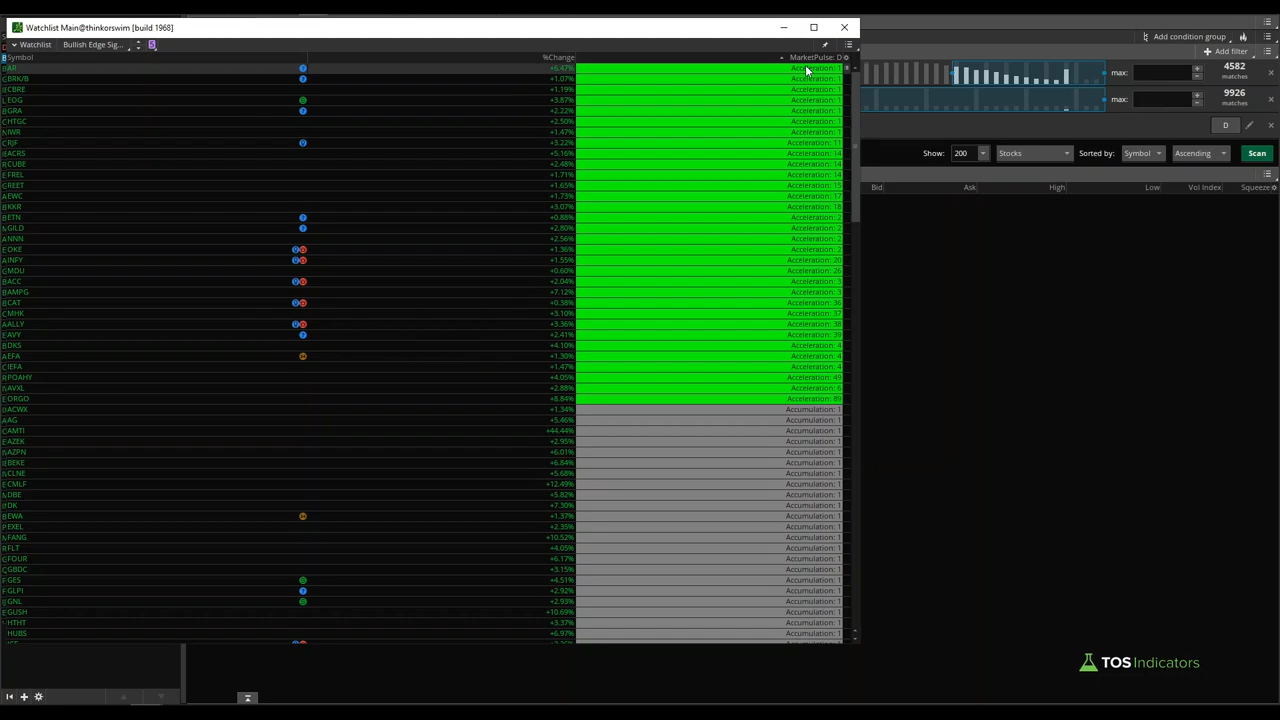 Watchlist Main@thinkorswim [build 1968]
Watchlist Bullish Edge Sig... S
Symbol %Change MarketPulse: D
AR +6.47% Acceleration: 1
BRK/B +1.07% Acceleration: 1
CBRE +1.19% Acceleration: 1
EOG +3.87% Acceleration: 1
GRA +2.22% Acceleration: 1
HTGC +2.50% Acceleration: 1
IWR +1.47% Acceleration: 1
RJF +3.22% Acceleration: 11
ACRS +5.16% Acceleration: 14
CUBE +2.48% Acceleration: 14
FREL +1.71% Acceleration: 14
REET +1.65% Acceleration: 15
EWC +1.73% Acceleration: 17
KKR +3.07% Acceleration: 18
ETN +0.88% Acceleration: 2
GILD +2.80% Acceleration: 2
NNN +2.56% Acceleration: 2
OKE +1.36% Acceleration: 2
INFY +1.55% Acceleration: 20
MDU +0.60% Acceleration: 26
ACC +2.04% Acceleration: 3
AMPG +7.12% Acceleration: 3
CAT +0.38% Acceleration: 36
MHK +3.10% Acceleration: 37
ALLY +3.36% Acceleration: 38
AVY +2.41% Acceleration: 39
DKS +4.10% Acceleration: 4
EFA +1.30% Acceleration: 4
IEFA +1.47% Acceleration: 4
POAHY +4.05% Acceleration: 49
AVXL +2.88% Acceleration: 6
ORGO +8.84% Acceleration: 89
ACWX +1.34% Accumulation: 1
AG +5.46% Accumulation: 1
AMTI +44.44% Accumulation: 1
AZEK +2.95% Accumulation: 1
AZPN +6.01% Accumulation: 1
BEKE +6.84% Accumulation: 1
CLNE +5.68% Accumulation: 1
CMLF +12.49% Accumulation: 1
DBE +5.82% Accumulation: 1
DK +7.30% Accumulation: 1
EWA +1.37% Accumulation: 1
EXEL +2.35% Accumulation: 1
FANG +10.52% Accumulation: 1
FLT +4.05% Accumulation: 1
FOUR +6.17% Accumulation: 1
GBDC +3.15% Accumulation: 1
GES +4.51% Accumulation: 1
GLPI +2.92% Accumulation: 1
GNL +2.93% Accumulation: 1
GUSH +10.69% Accumulation: 1
HTHT +3.37% Accumulation: 1
HUBS +6.97% Accumulation: 1
Add condition group
Add filter
max: 4582 matches
max: 9926 matches
D
Show: 200 Stocks Sorted by: Symbol Ascending Scan
Bid Ask High Low Vol Index Squeeze
TOS Indicators